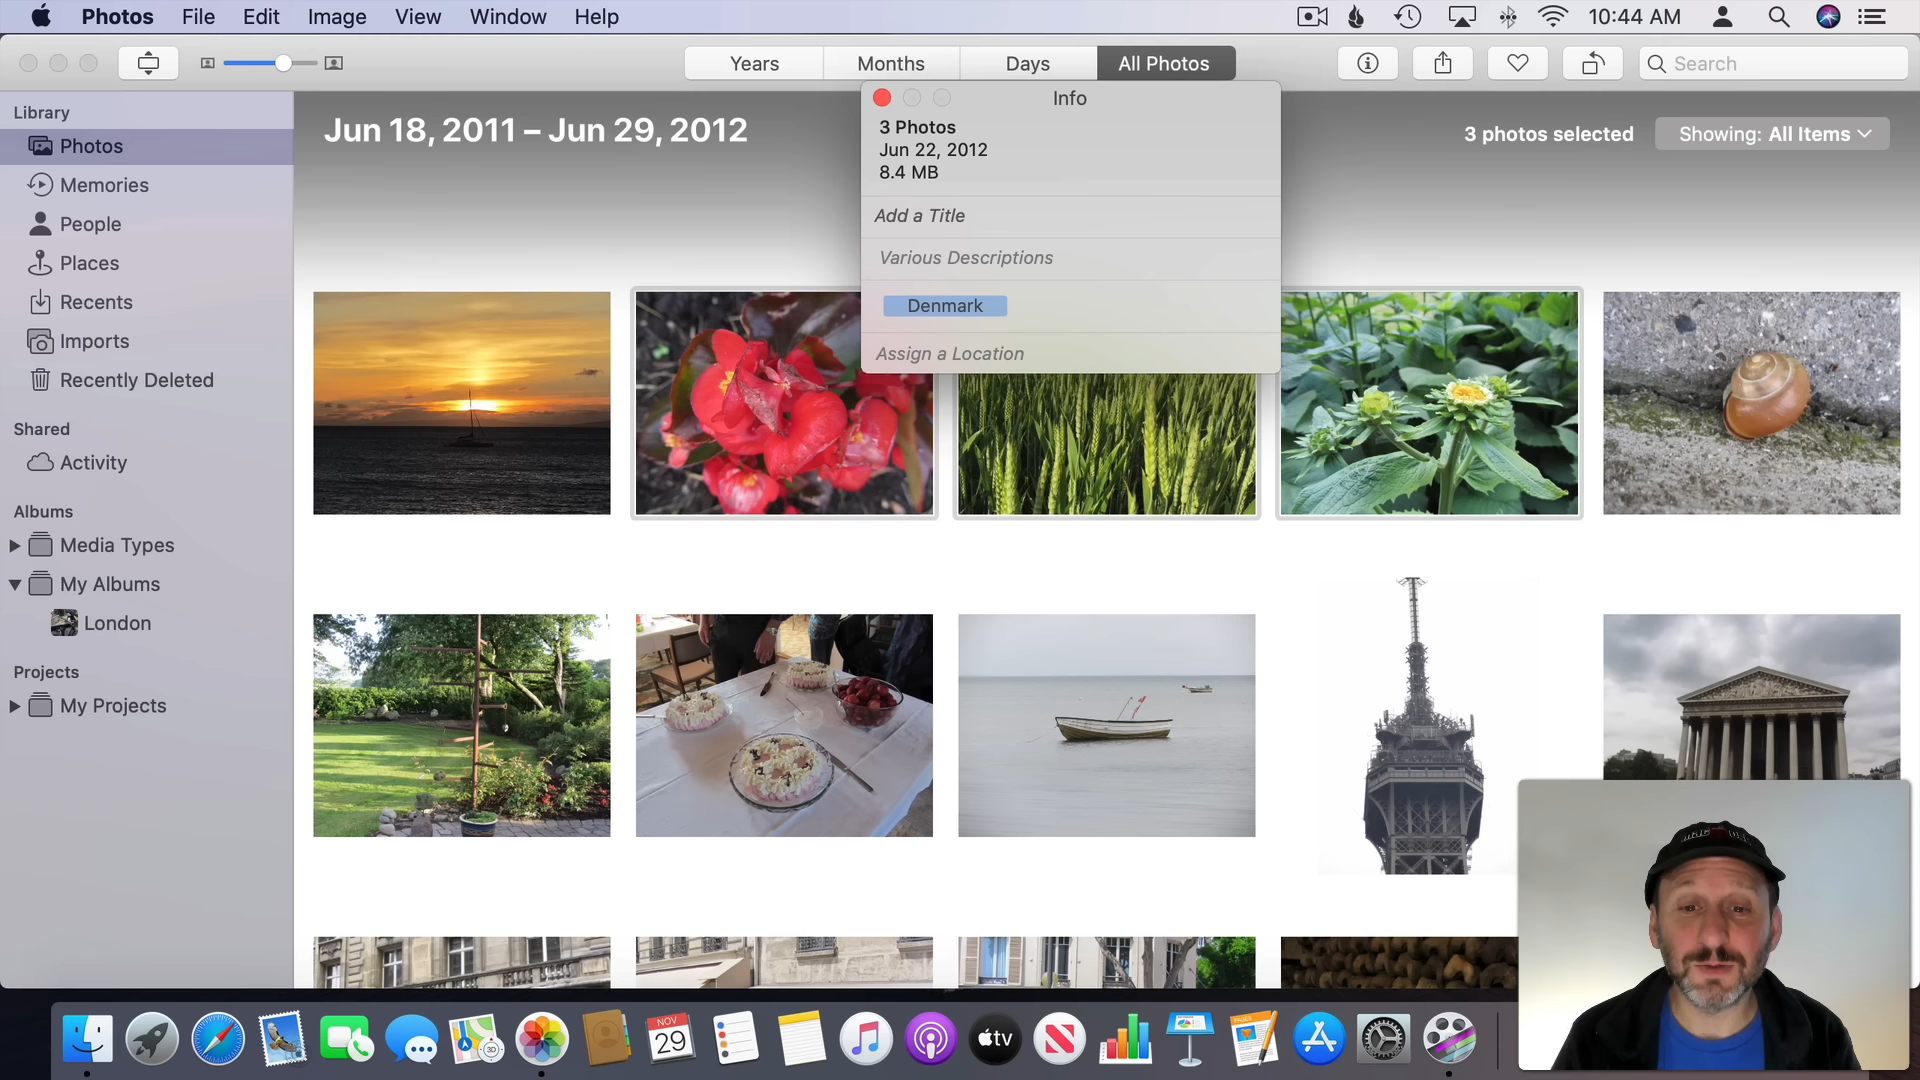 Photos File Edit Image View Window Help 10:44 AM
Years Months Days All Photos Search
Library
Photos
Memories
People
Places
Recents
Imports
Recently Deleted
Shared
Activity
Albums
Media Types
My Albums
London
Projects
My Projects
Jun 18, 2011 – Jun 29, 2012
3 photos selected Showing: All Items
Info
3 Photos
Jun 22, 2012
8.4 MB
Add a Title
Various Descriptions
Denmark
Assign a Location
NOV
29
3D
tv
PAGES